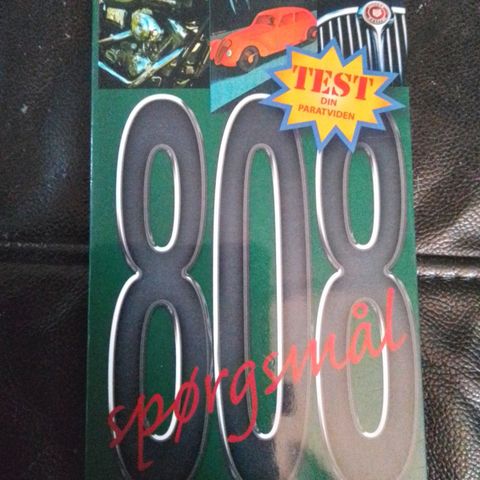 TEST
DIN
PARATVIDEN
808
spørgsmål